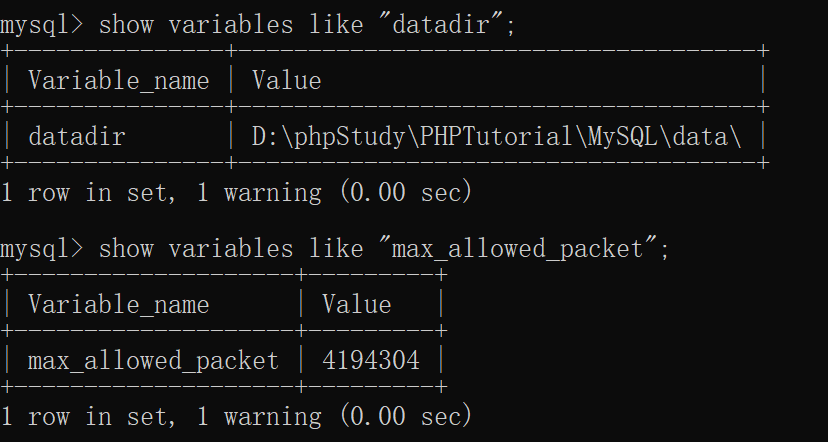 mysql> show variables like "datadir";
+---------------+-------------------------------------+
| Variable_name | Value                               |
+---------------+-------------------------------------+
| datadir       | D:\phpStudy\PHPTutorial\MySQL\data\ |
+---------------+-------------------------------------+
1 row in set, 1 warning (0.00 sec)

mysql> show variables like "max_allowed_packet";
+--------------------+---------+
| Variable_name      | Value   |
+--------------------+---------+
| max_allowed_packet | 4194304 |
+--------------------+---------+
1 row in set, 1 warning (0.00 sec)